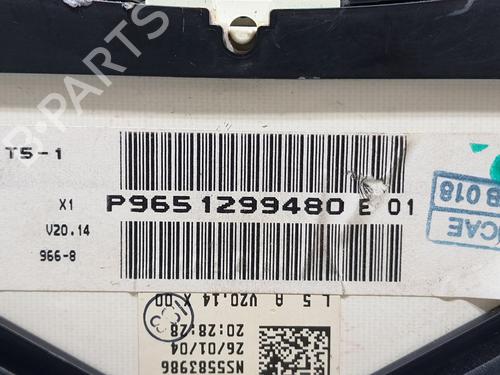 B-PARTS
T5-1
X1
P9651299480 E 01
V20.14
966-8
OCAE
B 018
L 5 A V20.14 X 00
20:28:28
26/01/04
NS5583986